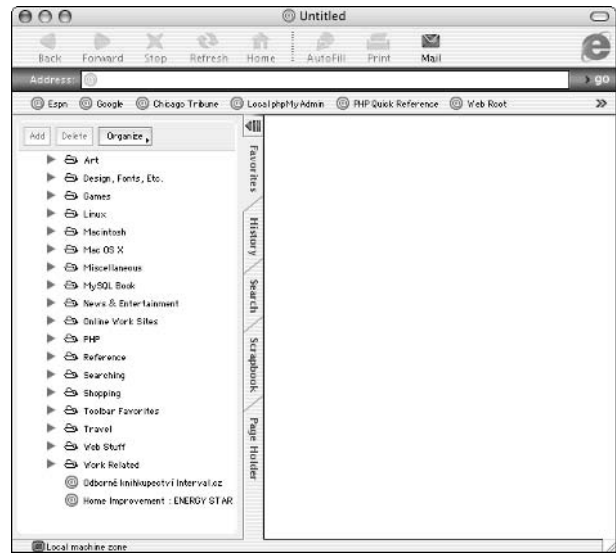 Untitled
Back Forward Stop Refresh Home AutoFill Print Mail
Address: go
Espn Google Chicago Tribune Local phpMyAdmin PHP Quick Reference Web Root »
Add Delete Organize
Art
Design, Fonts, Etc.
Games
Linux
Macintosh
Mac OS X
Miscellaneous
MySQL Book
News & Entertainment
Online Work Sites
PHP
Reference
Searching
Shopping
Toolbar Favorites
Travel
Web Stuff
Work Related
Odborné knihkupectví Interval.cz
Home Improvement : ENERGY STAR
Favorites
History
Search
Scrapbook
Page Holder
Local machine zone